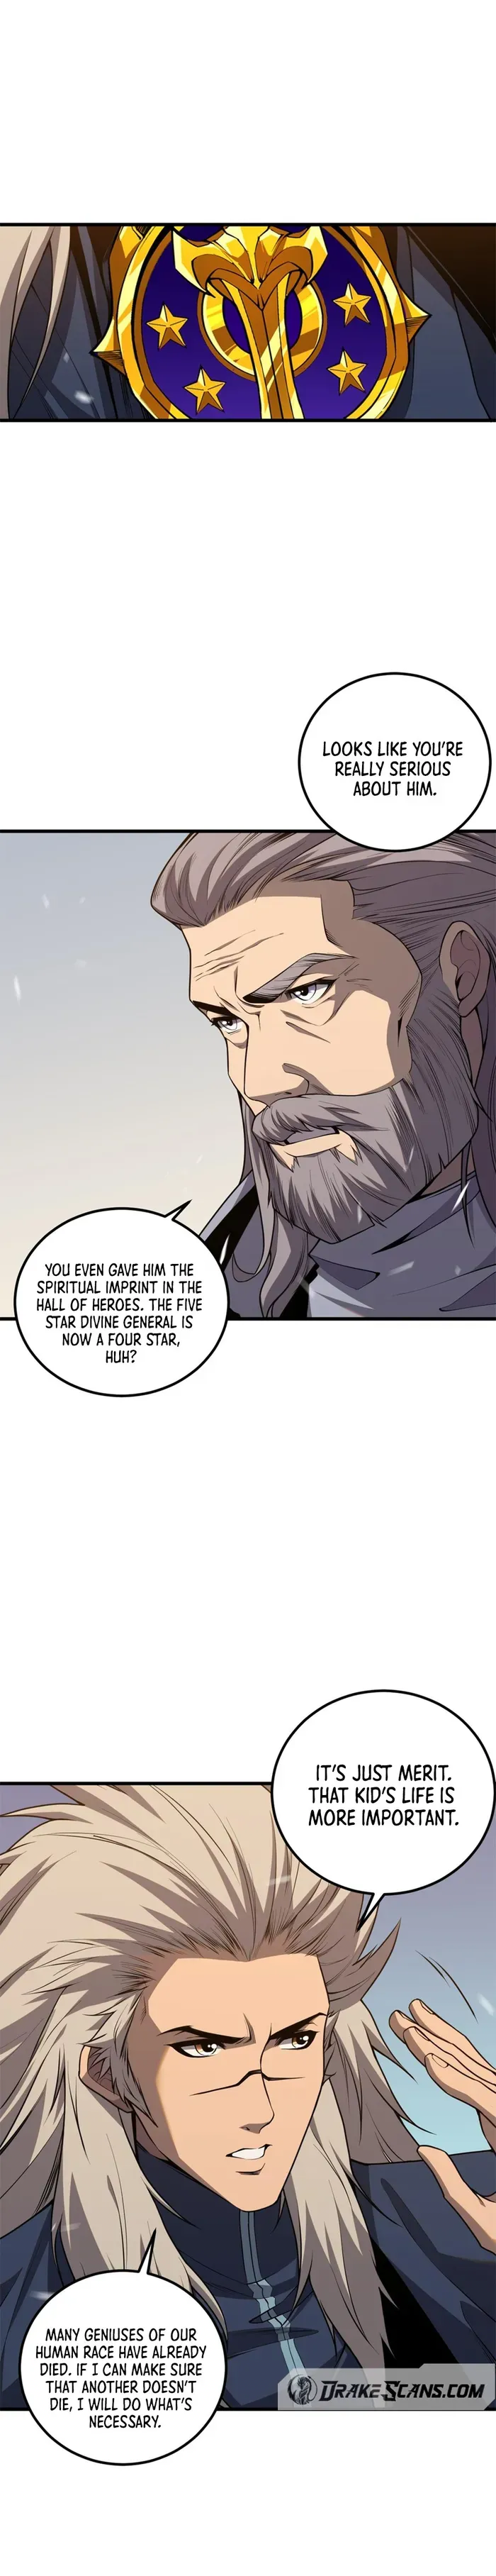 LOOKS LIKE YOU'RE
REALLY SERIOUS
ABOUT HIM.
YOU EVEN GAVE HIM THE
SPIRITUAL IMPRINT IN THE
HALL OF HEROES. THE FIVE
STAR DIVINE GENERAL IS
NOW A FOUR STAR,
HUH?
IT'S JUST MERIT.
THAT KID'S LIFE IS
MORE IMPORTANT.
MANY GENIUSES OF OUR
HUMAN RACE HAVE ALREADY
DIED. IF I CAN MAKE SURE
THAT ANOTHER DOESN'T
DIE, I WILL DO WHAT'S
NECESSARY.
DRAKESCANS.COM